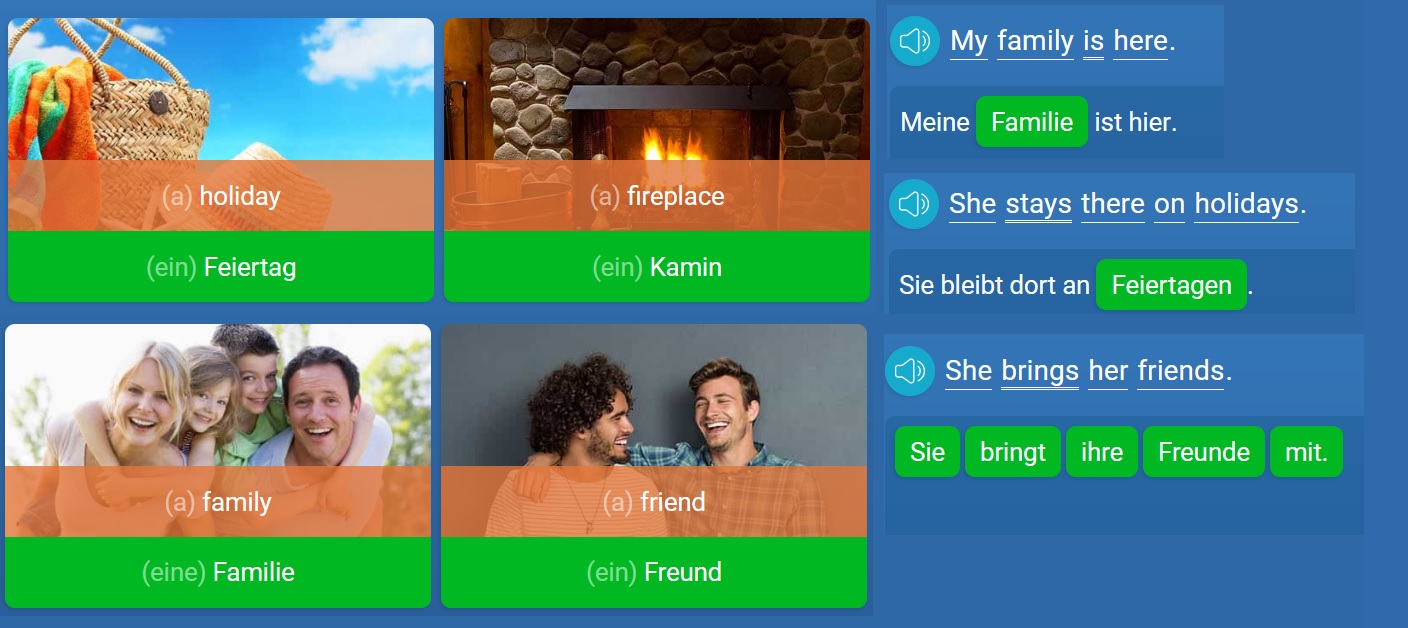 (a) holiday
(ein) Feiertag
(a) fireplace
(ein) Kamin
(a) family
(eine) Familie
(a) friend
(ein) Freund
My family is here.
Meine Familie ist hier.
She stays there on holidays.
Sie bleibt dort an Feiertagen.
She brings her friends.
Sie bringt ihre Freunde mit.